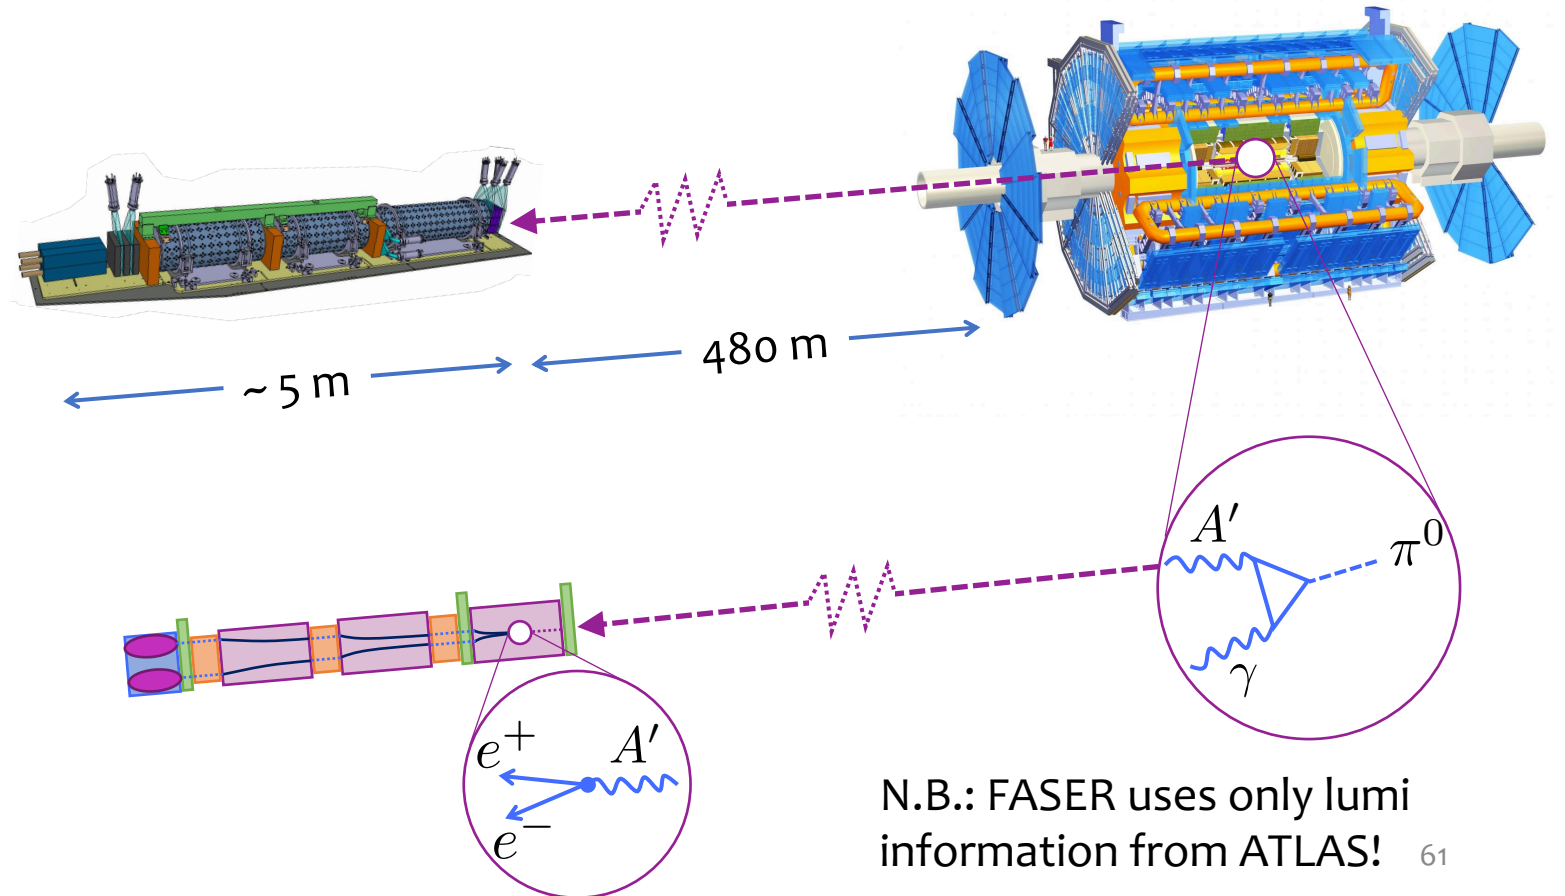 480 m
~ 5 m
A′
π⁰
γ
e⁺
A′
e⁻
N.B.: FASER uses only lumi
information from ATLAS!
61